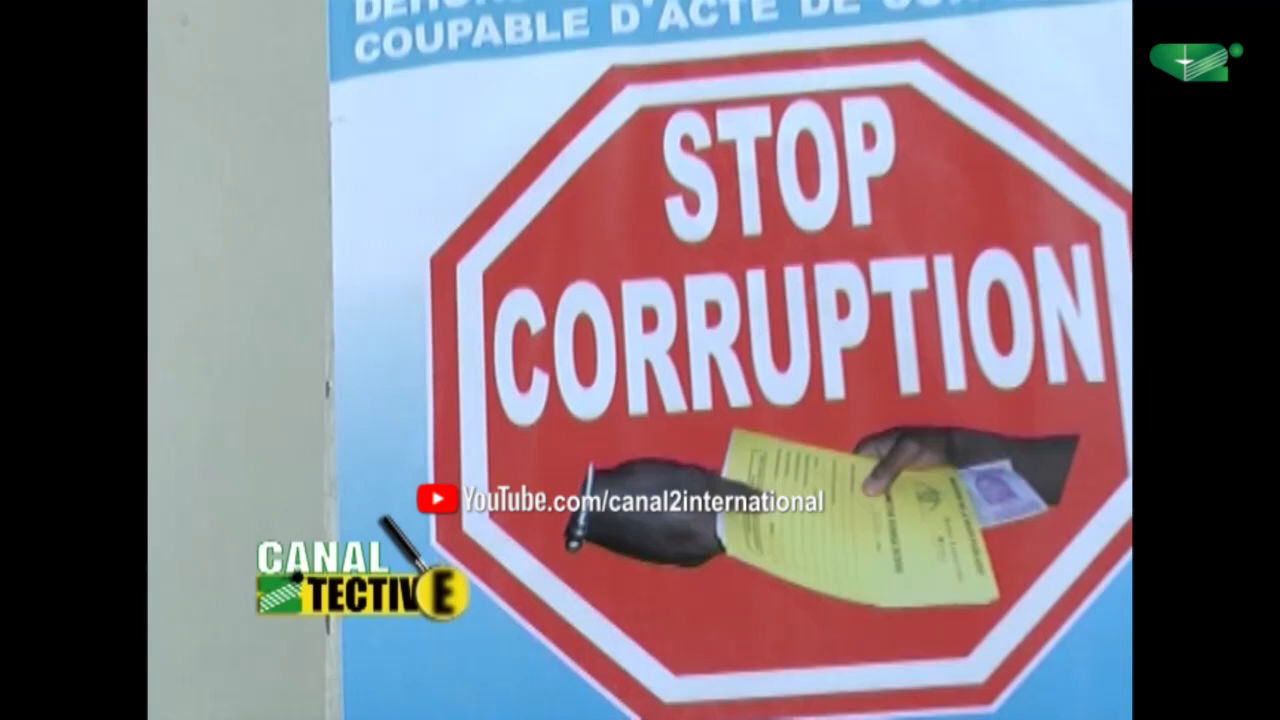 COUPABLE D'ACTE DE
STOP
CORRUPTION
YouTube.com/canal2international
CANAL
TECTIVE